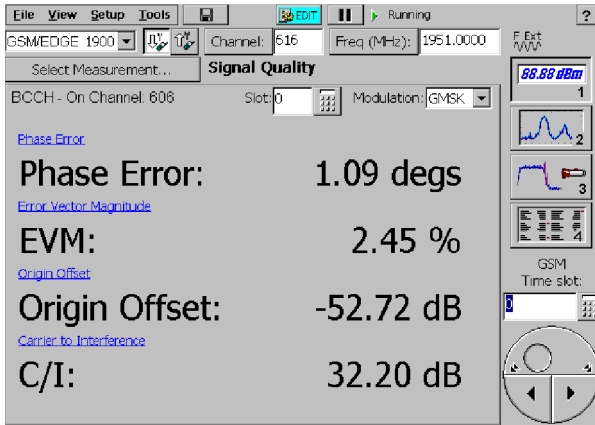 File View Setup Tools EDIT Running ?
GSM/EDGE 1900 Channel: 616 Freq (MHz): 1951.0000 F Ext
Select Measurement... Signal Quality
88.88 dBm
1
BCCH - On Channel: 606 Slot: 0 Modulation: GMSK
2
Phase Error
Phase Error: 1.09 degs
3
Error Vector Magnitude
EVM: 2.45 %
4
Origin Offset
GSM
Time slot:
Origin Offset: -52.72 dB
0
Carrier to Interference
C/I: 32.20 dB